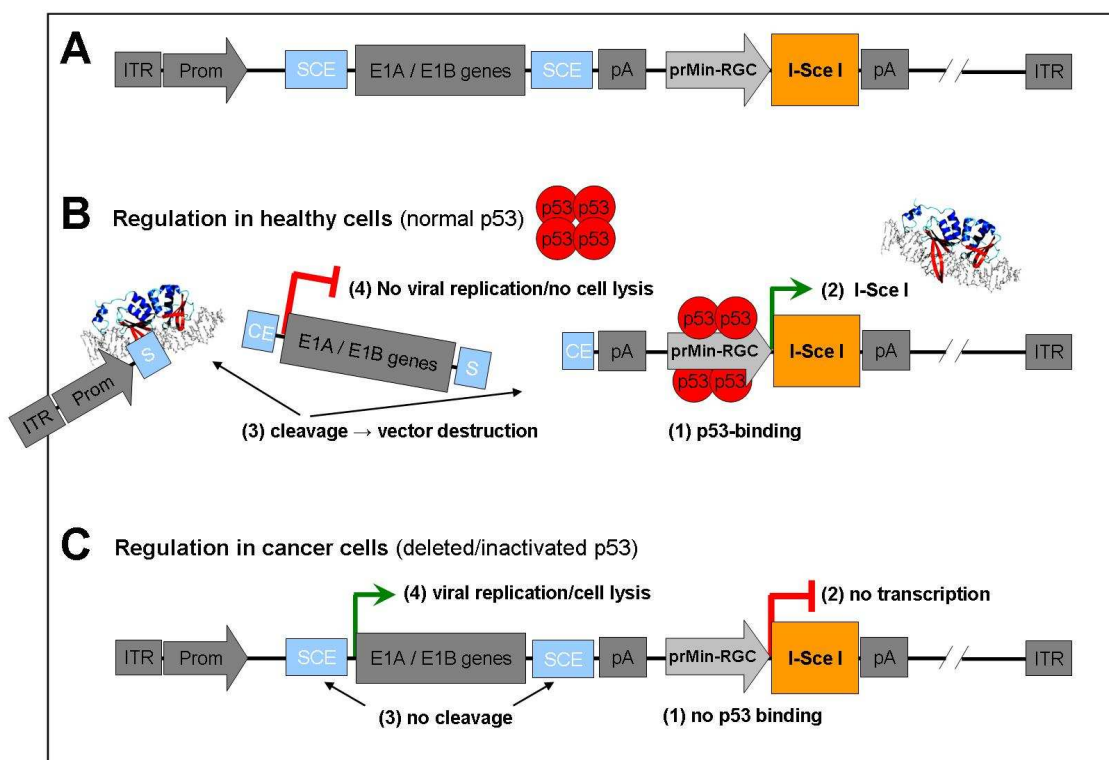 A
ITR Prom SCE E1A / E1B genes SCE pA prMin-RGC I-Sce I pA ITR
B Regulation in healthy cells (normal p53)
p53 p53
p53 p53
(4) No viral replication/no cell lysis
(2) I-Sce I
ITR Prom S CE E1A / E1B genes S
p53 p53
CE pA prMin-RGC I-Sce I pA ITR
p53 p53
(3) cleavage → vector destruction
(1) p53-binding
C Regulation in cancer cells (deleted/inactivated p53)
(4) viral replication/cell lysis
(2) no transcription
ITR Prom SCE E1A / E1B genes SCE pA prMin-RGC I-Sce I pA ITR
(3) no cleavage
(1) no p53 binding